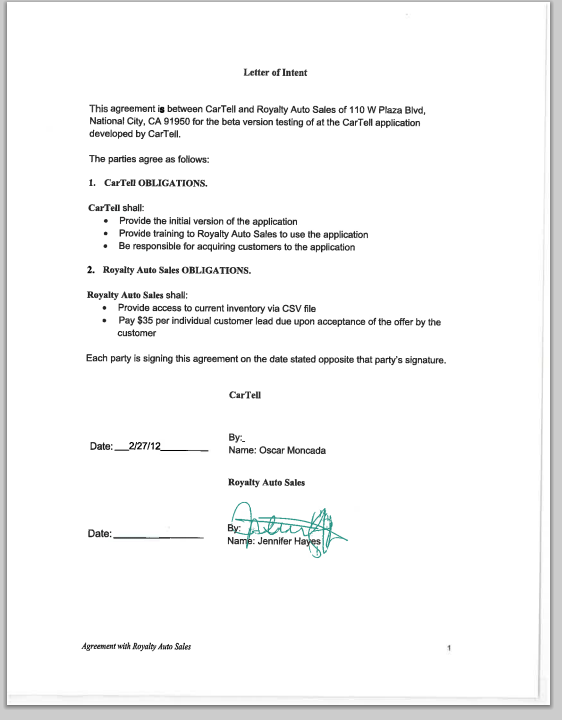 Letter of Intent
This agreement is between CarTell and Royalty Auto Sales of 110 W Plaza Blvd,
National City, CA 91950 for the beta version testing of at the CarTell application
developed by CarTell.
The parties agree as follows:
1. CarTell OBLIGATIONS.
CarTell shall:
• Provide the initial version of the application
• Provide training to Royalty Auto Sales to use the application
• Be responsible for acquiring customers to the application
2. Royalty Auto Sales OBLIGATIONS.
Royalty Auto Sales shall:
• Provide access to current inventory via CSV file
• Pay $35 per individual customer lead due upon acceptance of the offer by the
customer
Each party is signing this agreement on the date stated opposite that party's signature.
CarTell
By:_
Date:__2/27/12________
Name: Oscar Moncada
Royalty Auto Sales
By:
Date:_______________
Name: Jennifer Hayes
Agreement with Royalty Auto Sales 1